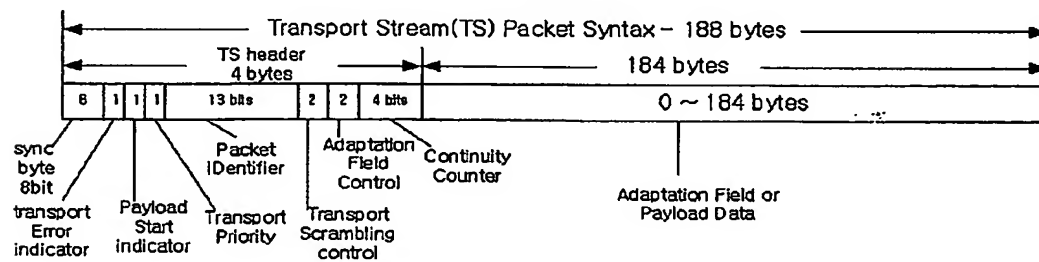 Transport Stream(TS) Packet Syntax - 188 bytes
TS header
4 bytes
184 bytes
8
1
1
1
13 bits
2
2
4 bits
0 ~ 184 bytes
sync
byte
8bit
transport
Error
indicator
Payload
Start
indicator
Transport
Priority
Packet
IDentifier
Transport
Scrambling
control
Adaptation
Field
Control
Continuity
Counter
Adaptation Field or
Payload Data